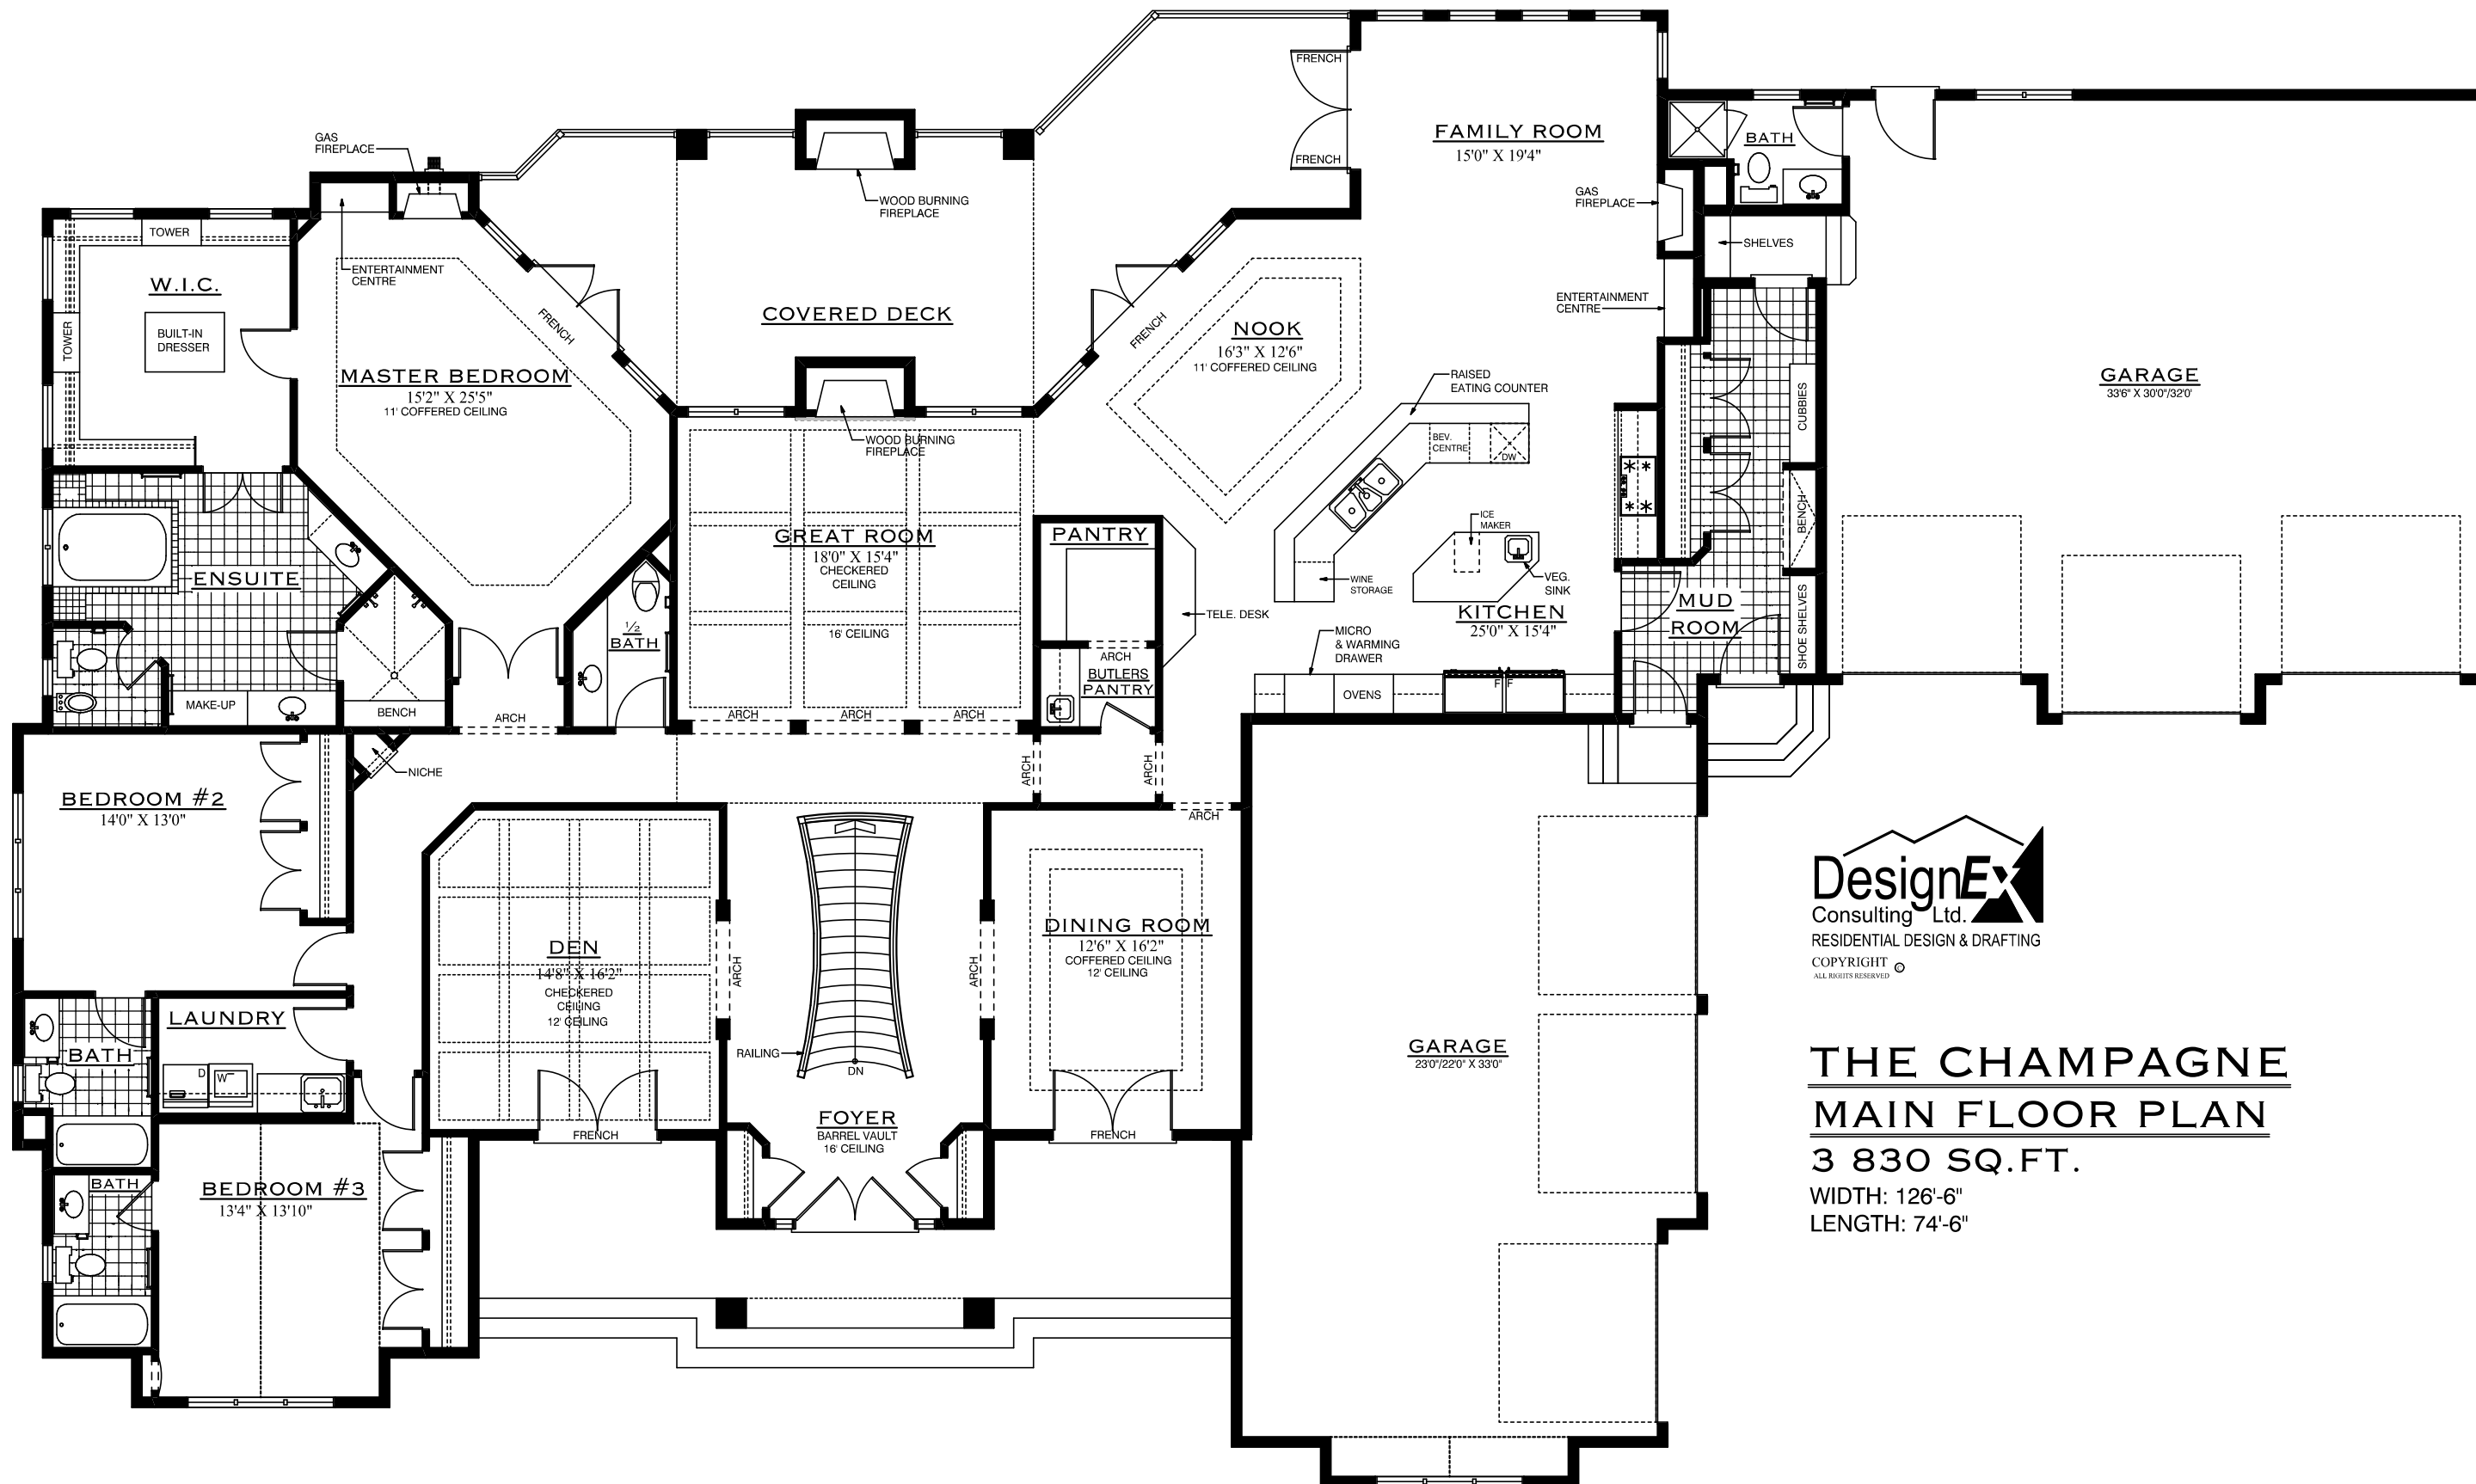 FRENCH
FRENCH
FAMILY ROOM
15'0" X 19'4"
BATH
GAS
FIREPLACE
WOOD BURNING
FIREPLACE
GAS
FIREPLACE
SHELVES
TOWER
ENTERTAINMENT
CENTRE
W.I.C.
TOWER
BUILT-IN
DRESSER
FRENCH
COVERED DECK
FRENCH
NOOK
16'3" X 12'6"
11' COFFERED CEILING
ENTERTAINMENT
CENTRE
MASTER BEDROOM
15'2" X 25'5"
11' COFFERED CEILING
RAISED
EATING COUNTER
CUBBIES
GARAGE
33'6" X 30'0"/32'0'
WOOD BURNING
FIREPLACE
BEV.
CENTRE
DW
BENCH
GREAT ROOM
18'0" X 15'4"
CHECKERED
CEILING
16' CEILING
PANTRY
ICE
MAKER
ENSUITE
WINE
STORAGE
VEG.
SINK
TELE. DESK
KITCHEN
25'0" X 15'4"
MUD
ROOM
SHOE SHELVES
1/2
BATH
MICRO
& WARMING
DRAWER
ARCH
BUTLERS
PANTRY
OVENS
F F
MAKE-UP
BENCH
ARCH
ARCH
ARCH
ARCH
NICHE
ARCH
ARCH
ARCH
BEDROOM #2
14'0" X 13'0"
DEN
14'8" X 16'2"
CHECKERED
CEILING
12' CEILING
ARCH
ARCH
DINING ROOM
12'6" X 16'2"
COFFERED CEILING
12' CEILING
DesignEx
Consulting Ltd.
RESIDENTIAL DESIGN & DRAFTING
COPYRIGHT ©
ALL RIGHTS RESERVED
LAUNDRY
BATH
D
W
RAILING
DN
GARAGE
23'0"/22'0" X 33'0"
FRENCH
FOYER
BARREL VAULT
16' CEILING
FRENCH
BATH
BEDROOM #3
13'4" X 13'10"
THE CHAMPAGNE
MAIN FLOOR PLAN
3 830 SQ.FT.
WIDTH: 126'-6"
LENGTH: 74'-6"